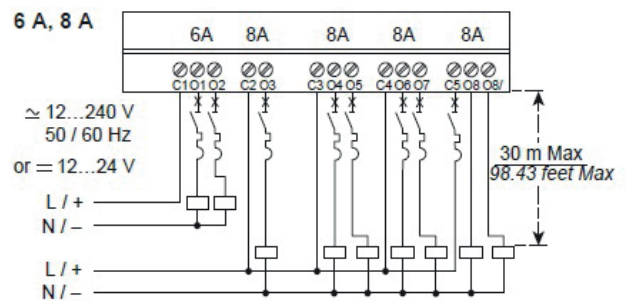 6 A, 8 A
6A 8A 8A 8A 8A
C1 O1 O2 C2 O3 C3 O4 O5 C4 O6 O7 C5 O8 O8/
≃ 12...240 V
50 / 60 Hz
or ⎓ 12...24 V
30 m Max
98.43 feet Max
L / +
N / –
L / +
N / –